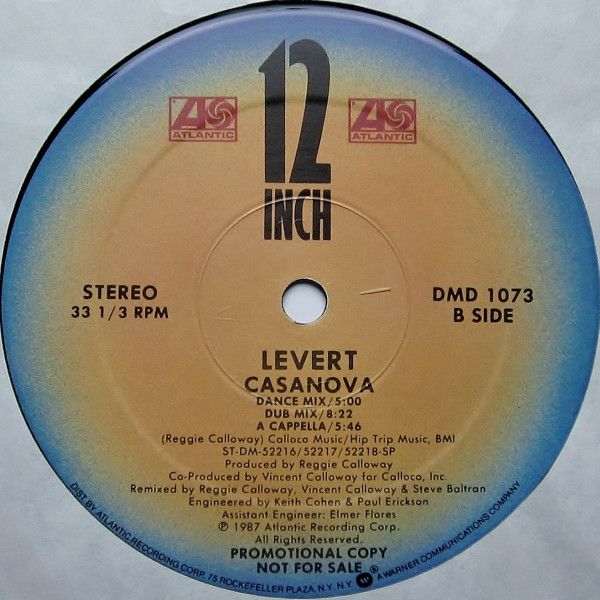 12
INCH
ATLANTIC
ATLANTIC
STEREO
33 1/3 RPM
DMD 1073
B SIDE
LEVERT
CASANOVA
DANCE MIX/5:00
DUB MIX/8:22
A CAPPELLA/5:46
(Reggie Calloway) Calloco Music/Hip Trip Music, BMI
ST-DM-52216/52217/52218-SP
Produced by Reggie Calloway
Co-Produced by Vincent Calloway for Calloco, Inc.
Remixed by Reggie Calloway, Vincent Calloway & Steve Baltran
Engineered by Keith Cohen & Paul Erickson
Assistant Engineer: Elmer Flores
℗ 1987 Atlantic Recording Corp.
All Rights Reserved.
PROMOTIONAL COPY
NOT FOR SALE
DIST. BY ATLANTIC RECORDING CORP. 75 ROCKEFELLER PLAZA, N.Y. N.Y. ® A WARNER COMMUNICATIONS COMPANY